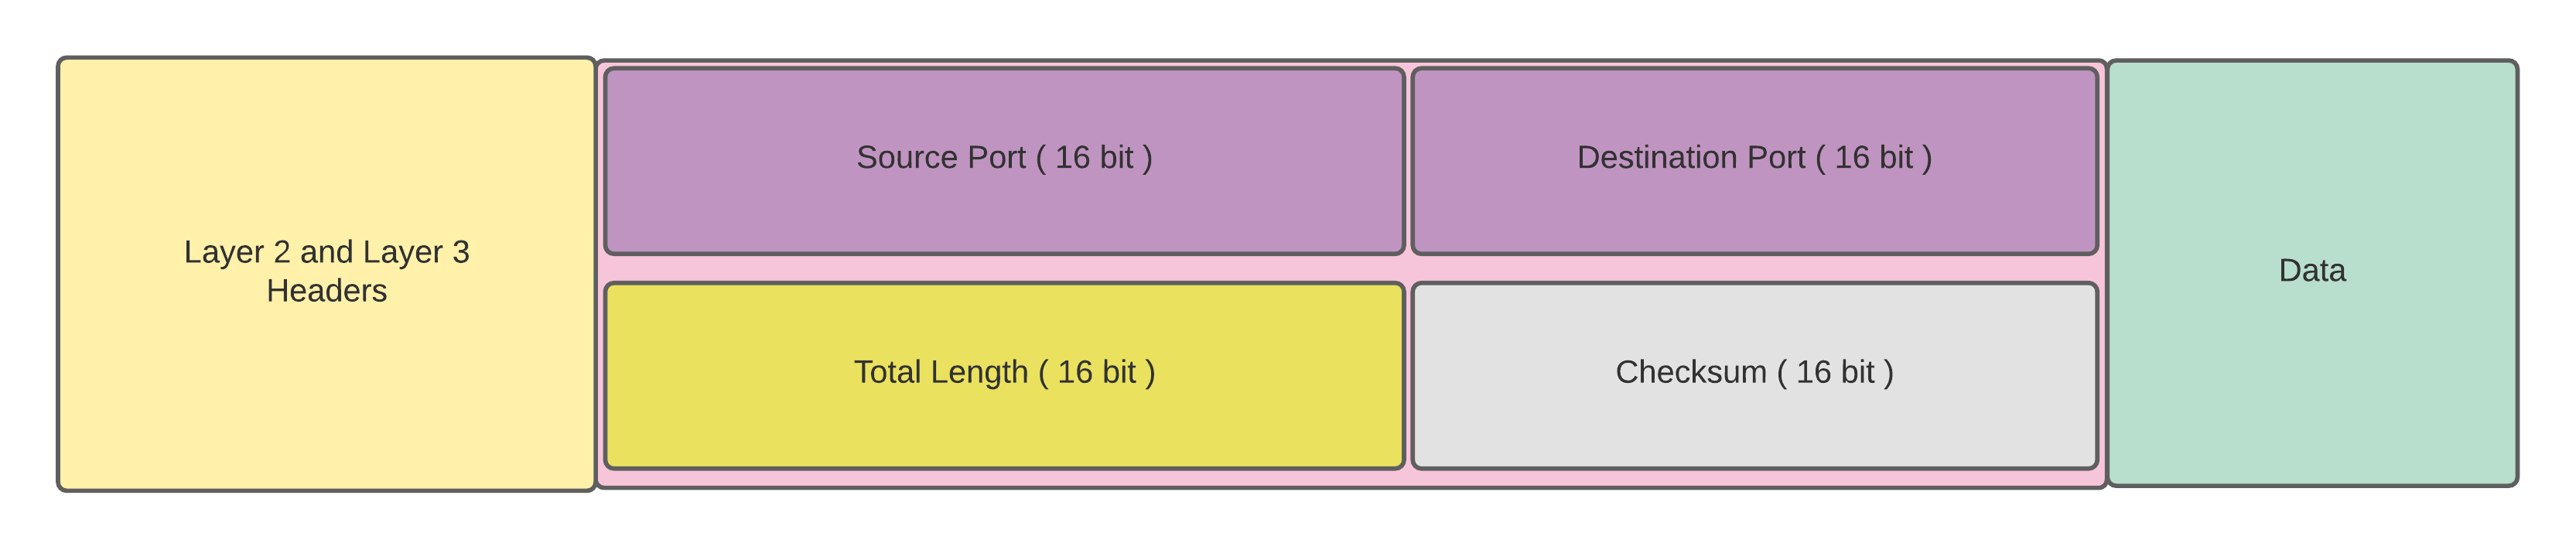 Layer 2 and Layer 3
Headers
Source Port ( 16 bit )
Destination Port ( 16 bit )
Total Length ( 16 bit )
Checksum ( 16 bit )
Data